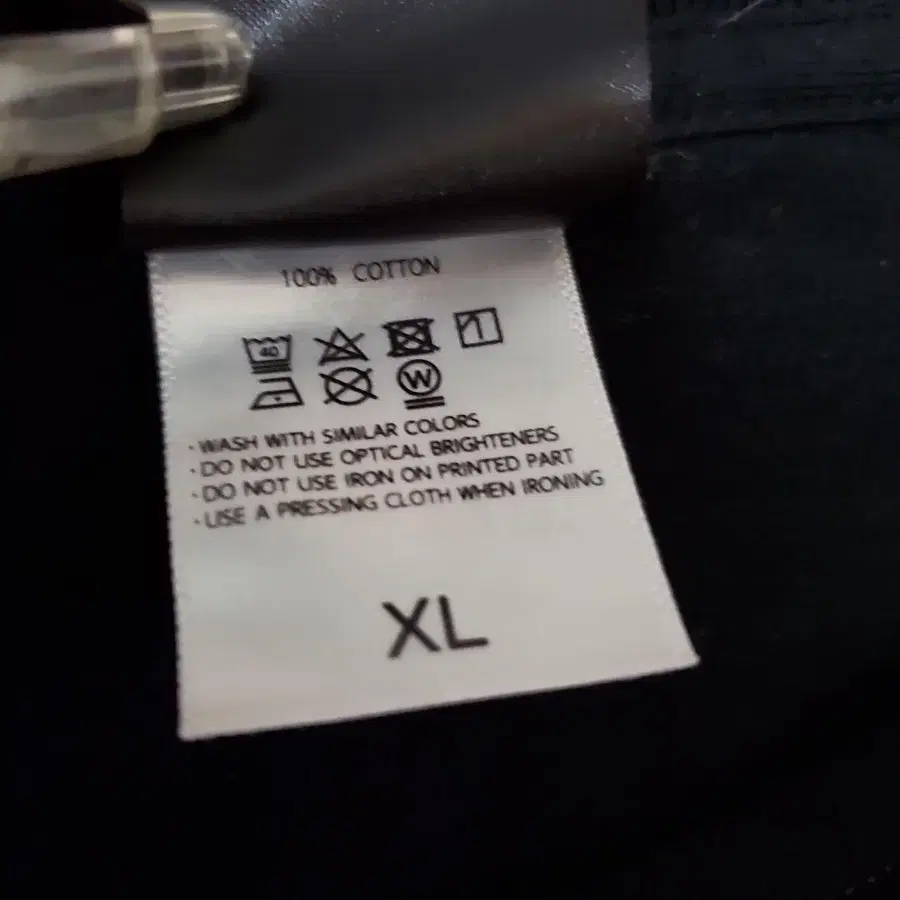 100% COTTON
40
W
· WASH WITH SIMILAR COLORS
· DO NOT USE OPTICAL BRIGHTENERS
· DO NOT USE IRON ON PRINTED PART
· USE A PRESSING CLOTH WHEN IRONING
XL